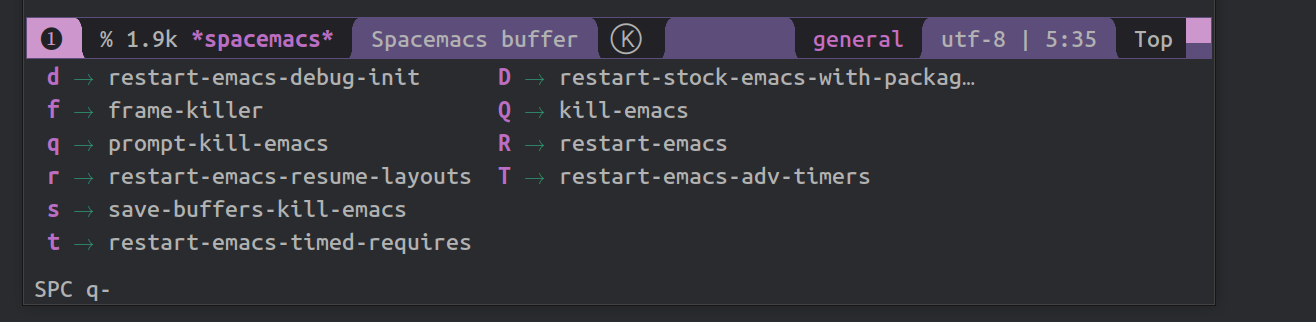 ❶ % 1.9k *spacemacs* Spacemacs buffer Ⓚ general utf-8 | 5:35 Top
d → restart-emacs-debug-init D → restart-stock-emacs-with-packag…
f → frame-killer Q → kill-emacs
q → prompt-kill-emacs R → restart-emacs
r → restart-emacs-resume-layouts T → restart-emacs-adv-timers
s → save-buffers-kill-emacs
t → restart-emacs-timed-requires
SPC q-